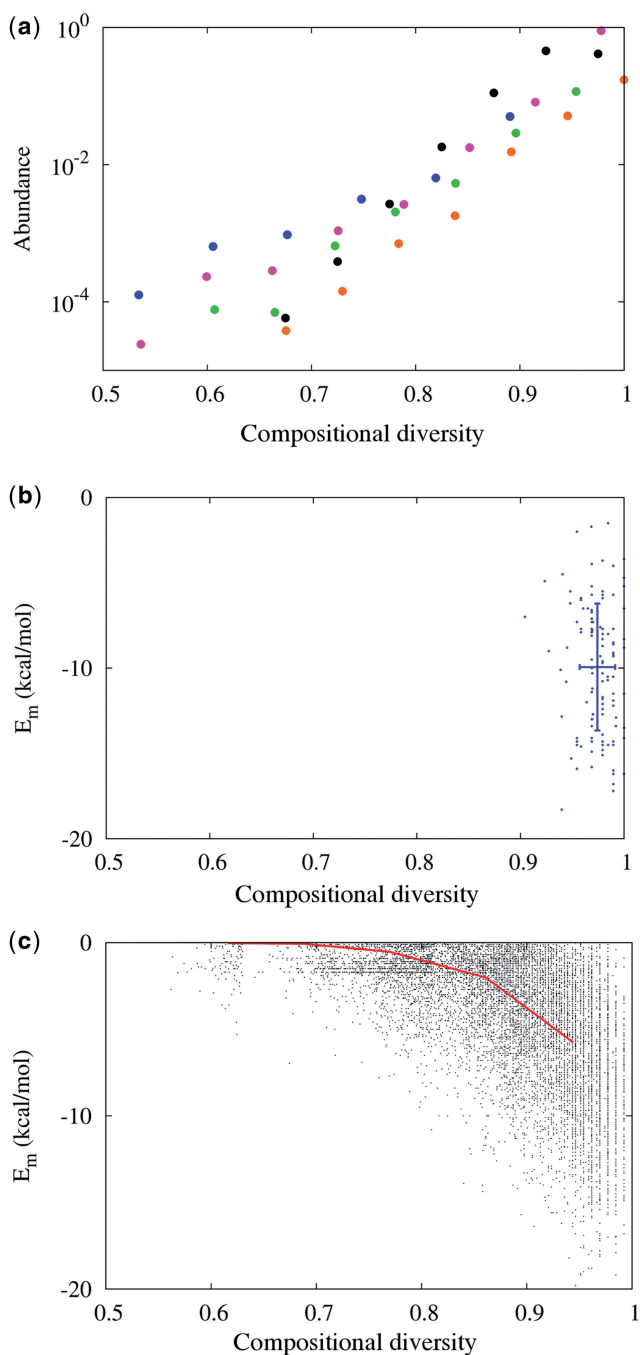 (a)
10^0
10^-2
10^-4
Abundance
0.5 0.6 0.7 0.8 0.9 1
Compositional diversity
(b)
0
-10
-20
E_m (kcal/mol)
0.5 0.6 0.7 0.8 0.9 1
Compositional diversity
(c)
0
-10
-20
E_m (kcal/mol)
0.5 0.6 0.7 0.8 0.9 1
Compositional diversity